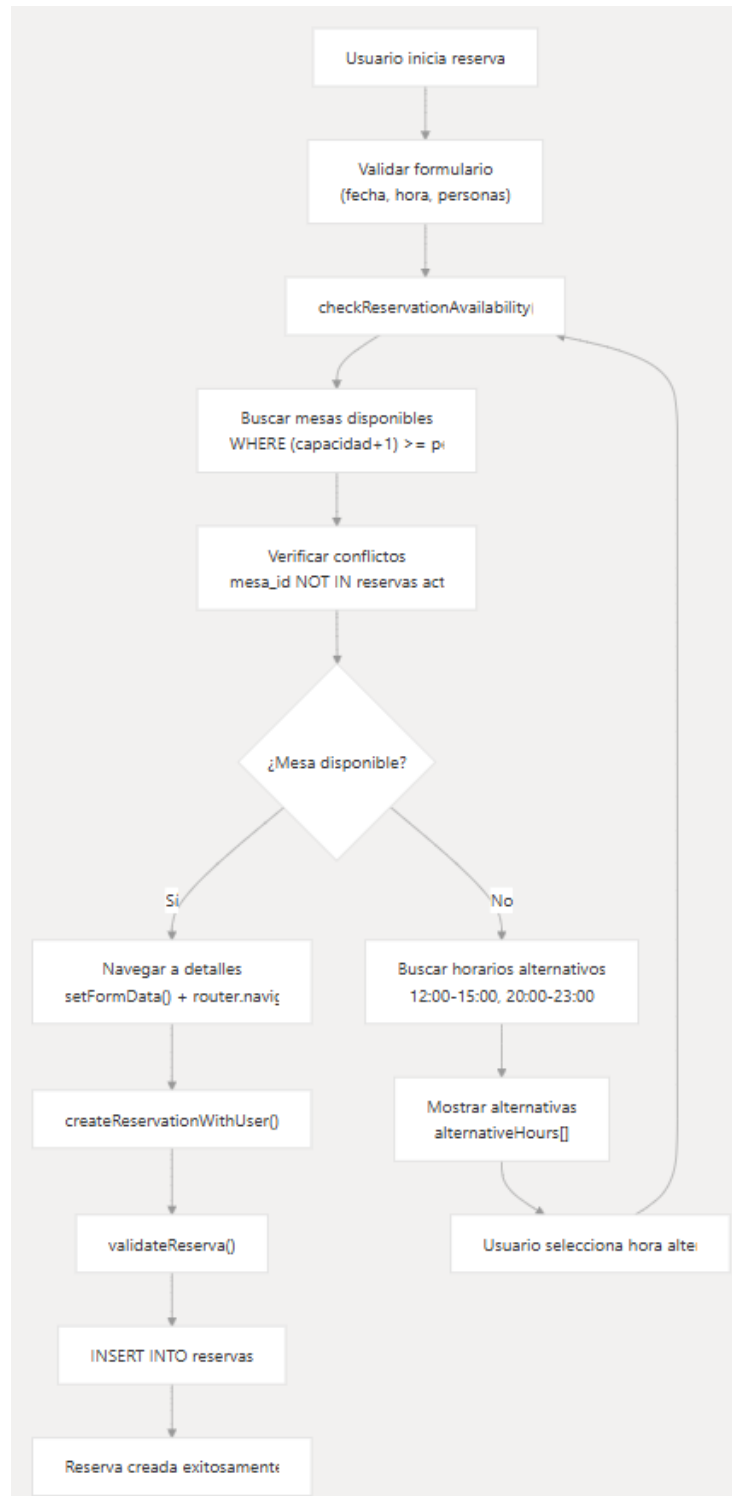 Usuario inicia reserva
Validar formulario
(fecha, hora, personas)
checkReservationAvailability(
Buscar mesas disponibles
WHERE (capacidad+1) >= p
Verificar conflictos
mesa_id NOT IN reservas act
¿Mesa disponible?
Sí
No
Navegar a detalles
setFormData() + router.navig
Buscar horarios alternativos
12:00-15:00, 20:00-23:00
createReservationWithUser()
Mostrar alternativas
alternativeHours[]
validateReserva()
Usuario selecciona hora alte
INSERT INTO reservas
Reserva creada exitosamente